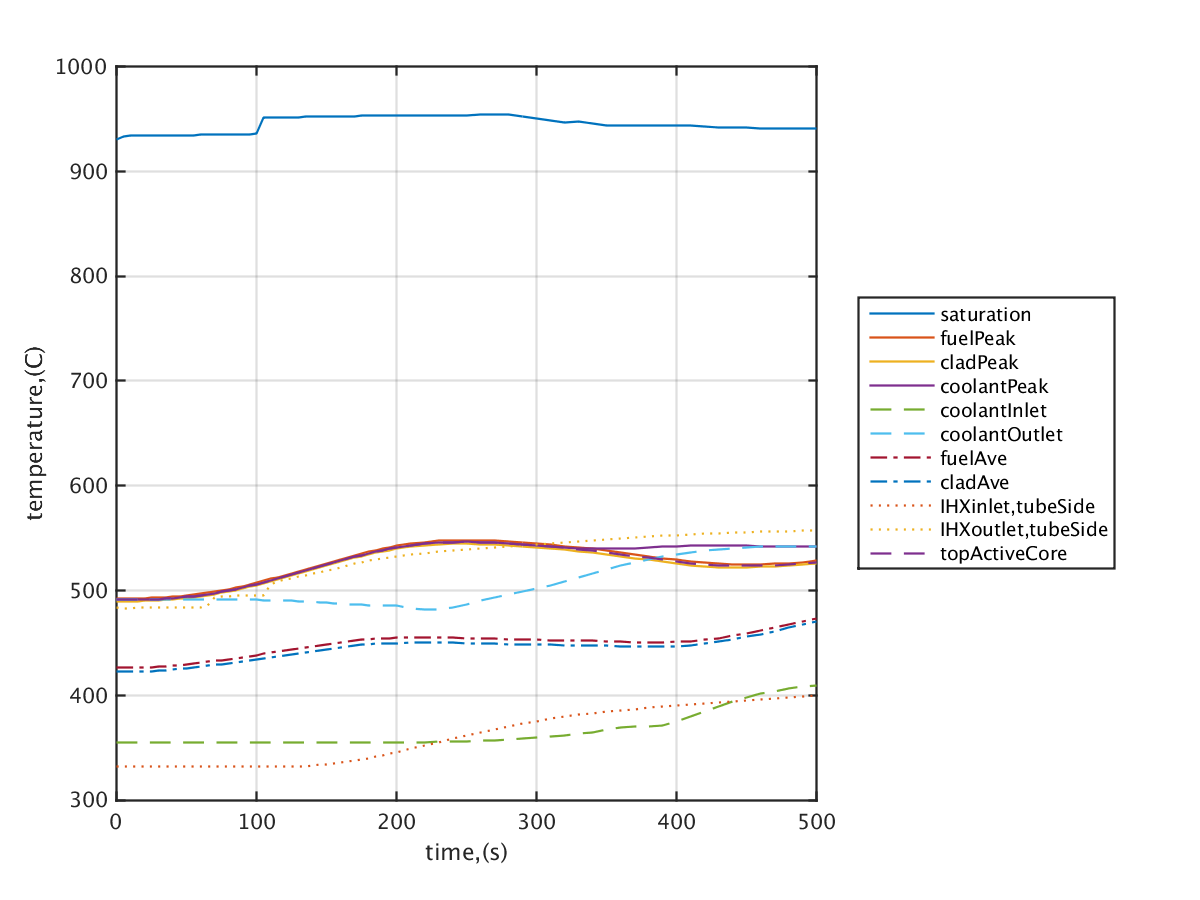 1000
900
800
700
600
500
400
300
temperature,(C)
0 100 200 300 400 500
time,(s)
saturation
fuelPeak
cladPeak
coolantPeak
coolantInlet
coolantOutlet
fuelAve
cladAve
IHXinlet,tubeSide
IHXoutlet,tubeSide
topActiveCore